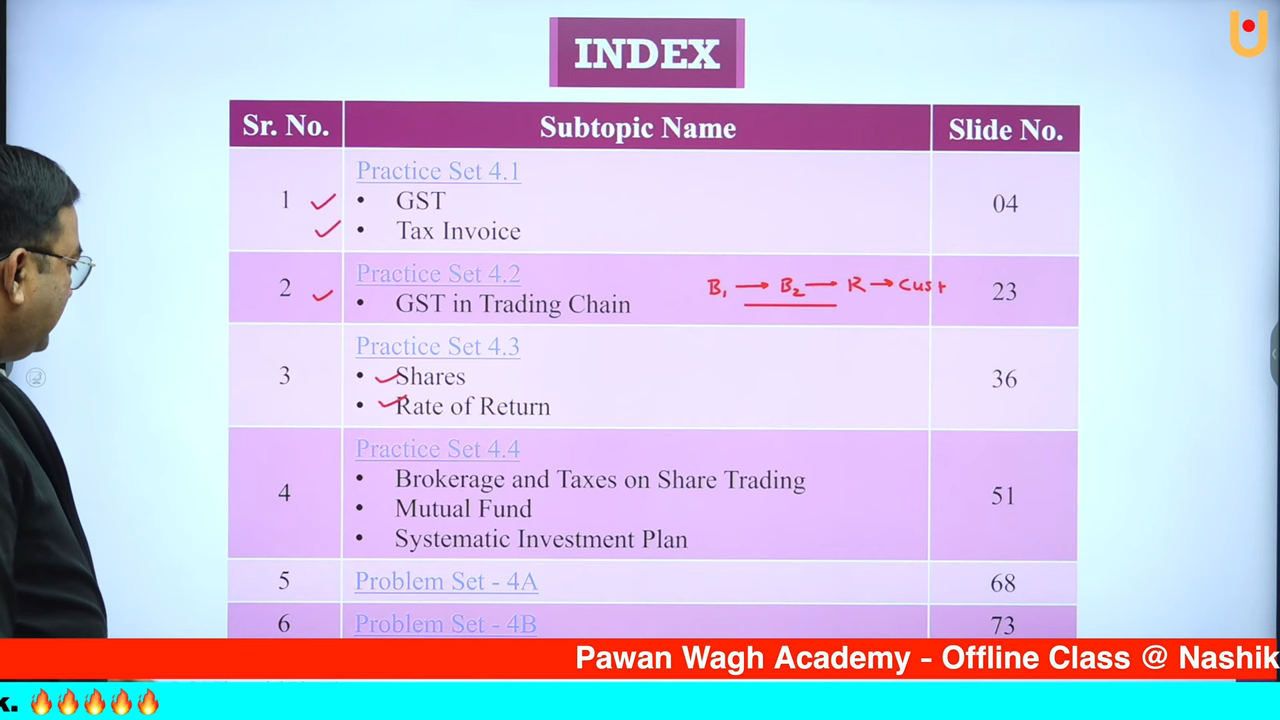 INDEX
Sr. No. Subtopic Name Slide No.
1 Practice Set 4.1 04
• GST
• Tax Invoice
2 Practice Set 4.2 23
• GST in Trading Chain
B₁ → B₂ → R → Cust
3 Practice Set 4.3 36
• Shares
• Rate of Return
4 Practice Set 4.4 51
• Brokerage and Taxes on Share Trading
• Mutual Fund
• Systematic Investment Plan
5 Problem Set - 4A 68
6 Problem Set - 4B 73
Pawan Wagh Academy - Offline Class @ Nashik
k. 🔥🔥🔥🔥🔥